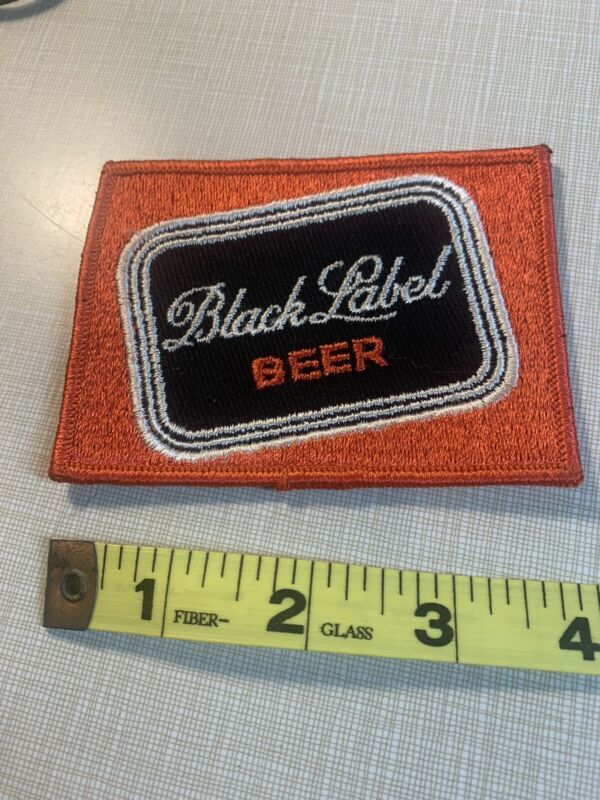 Black Label
BEER
1 FIBER- 2 GLASS 3 4